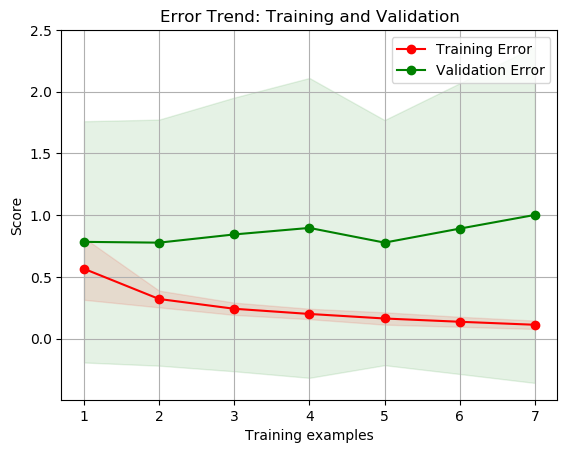 Error Trend: Training and Validation
2.5
2.0
1.5
1.0
0.5
0.0
Score
Training Error
Validation Error
1 2 3 4 5 6 7
Training examples